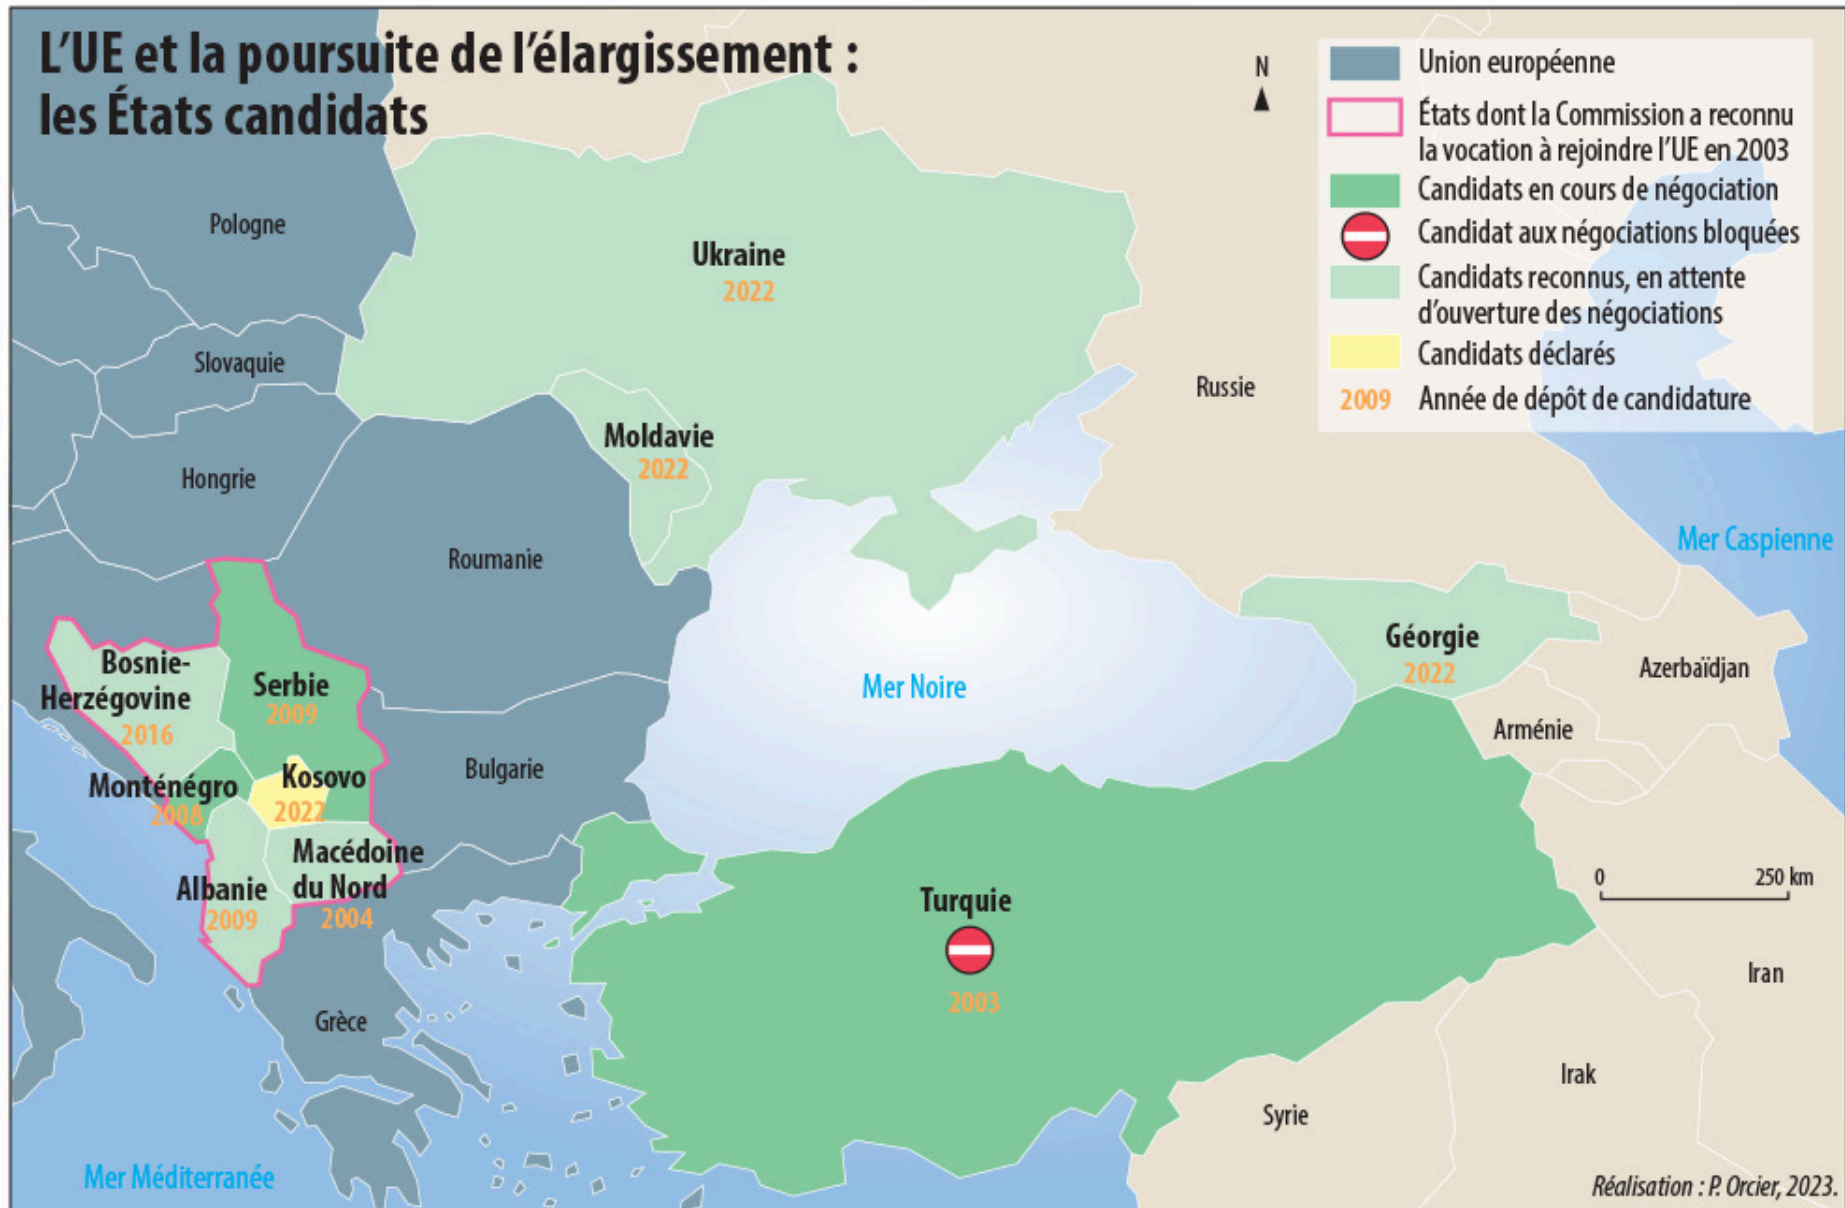 L'UE et la poursuite de l'élargissement :
les États candidats
N
Union européenne
États dont la Commission a reconnu
la vocation à rejoindre l'UE en 2003
Candidats en cours de négociation
Candidat aux négociations bloquées
Candidats reconnus, en attente
d'ouverture des négociations
Candidats déclarés
2009 Année de dépôt de candidature
Pologne
Ukraine
2022
Slovaquie
Russie
Moldavie
2022
Hongrie
Roumanie
Mer Caspienne
Géorgie
2022
Azerbaïdjan
Bosnie-
Herzégovine
2016
Serbie
2009
Mer Noire
Arménie
Bulgarie
Monténégro
2008
Kosovo
2022
Macédoine
du Nord
2004
Albanie
2009
Turquie
2003
0 250 km
Iran
Grèce
Irak
Syrie
Mer Méditerranée
Réalisation : P. Orcier, 2023.